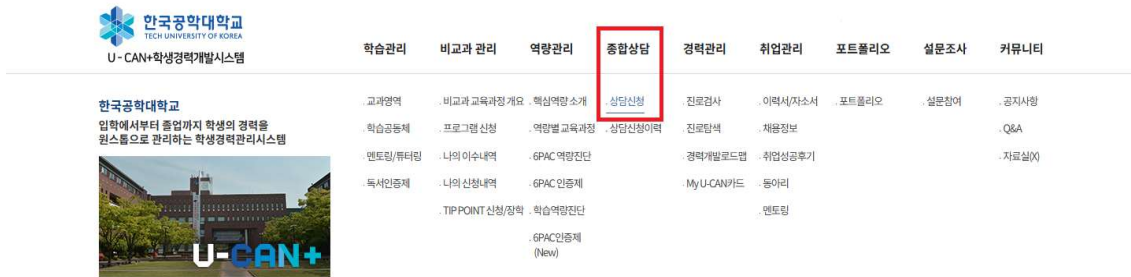 한국공학대학교
TECH UNIVERSITY OF KOREA
U-CAN+학생경력개발시스템
학습관리 비교과 관리 역량관리 종합상담 경력관리 취업관리 포트폴리오 설문조사 커뮤니티
한국공학대학교
입학에서부터 졸업까지 학생의 경력을
원스톱으로 관리하는 학생경력관리시스템
U-CAN+
. 교과영역
. 학습공동체
. 멘토링/튜터링
. 독서인증제
. 비교과 교육과정 개요
. 프로그램 신청
. 나의 이수내역
. 나의 신청내역
. TIP POINT 신청/장학
. 핵심역량 소개
. 역량별 교육과정
. 6PAC 역량진단
. 6PAC 인증제
. 학습역량진단
. 6PAC인증제
(New)
. 상담신청
. 상담신청이력
. 진로검사
. 진로탐색
. 경력개발로드맵
. My U-CAN카드
. 이력서/자소서
. 채용정보
. 취업성공후기
. 동아리
. 멘토링
. 포트폴리오
. 설문참여
. 공지사항
. Q&A
. 자료실(X)